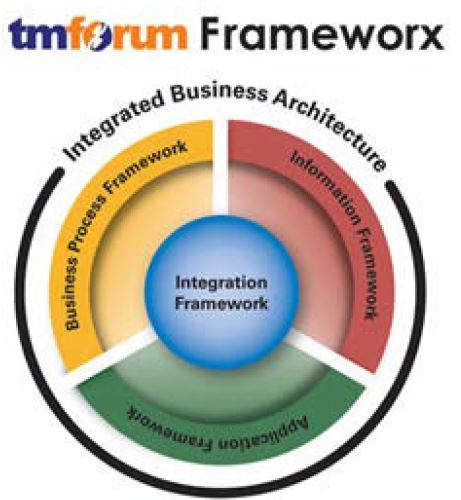 tmforum Frameworx
Integrated Business Architecture
Business Process Framework
Information Framework
Integration
Framework
Application Framework